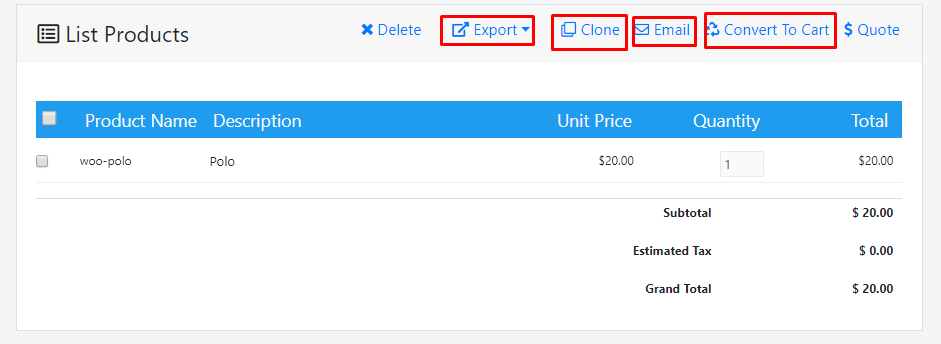 List Products Delete Export Clone Email Convert To Cart $ Quote
Product Name Description Unit Price Quantity Total
woo-polo Polo $20.00 1 $20.00
Subtotal $ 20.00
Estimated Tax $ 0.00
Grand Total $ 20.00